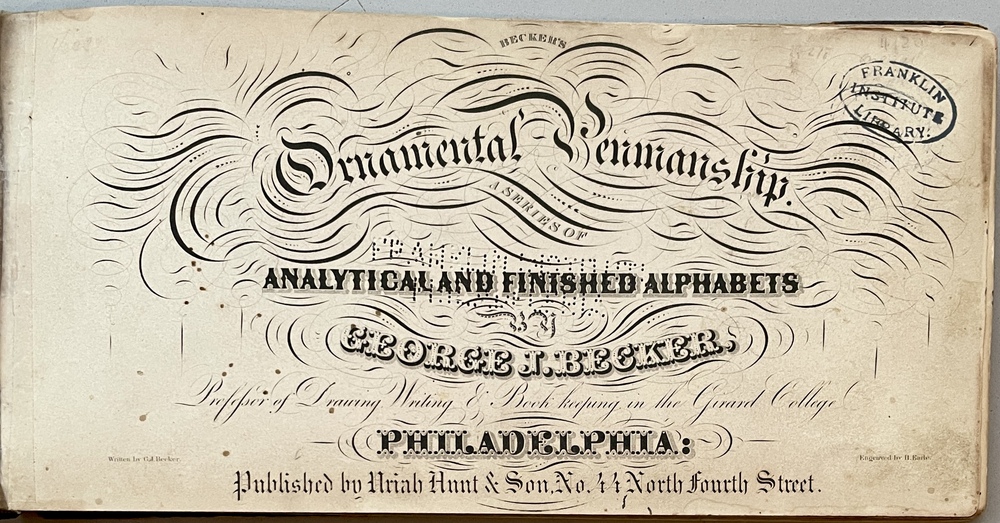 BECKER'S
FRANKLIN
INSTITUTE
LIBRARY.
Ornamental Penmanship.
A SERIES OF
ANALYTICAL AND FINISHED ALPHABETS
BY
GEORGE J. BECKER,
Professor of Drawing, Writing & Book-keeping, in the Girard College
PHILADELPHIA:
Written by G.J. Becker.
Engraved by
Published by Uriah Hunt & Son, No. 44 North Fourth Street.